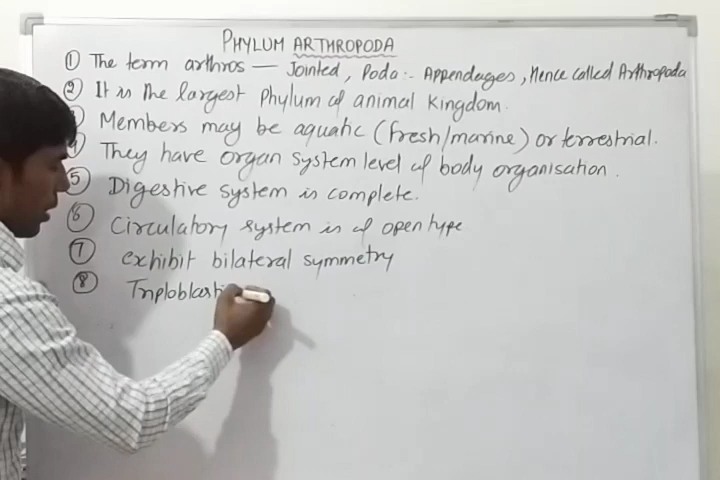 PHYLUM ARTHROPODA
① The term arthros — Jointed, Poda :- Appendages, Hence called Arthropoda
② It is the largest Phylum of animal kingdom.
Members may be aquatic (fresh/marine) or terrestrial.
They have organ system level of body organisation.
⑤ Digestive system is complete.
⑥ Circulatory system is of open type
⑦ exhibit bilateral symmetry
⑧ Triploblasti